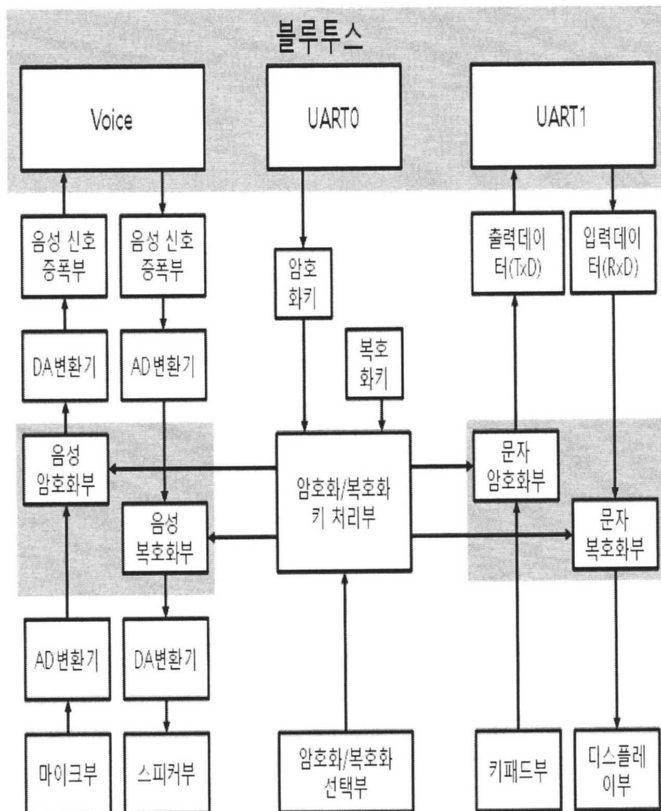 블루투스
Voice
UART0
UART1
음성 신호
증폭부
음성 신호
증폭부
암호
화키
출력데이
터(TxD)
입력데이
터(RxD)
DA변환기
AD변환기
복호
화키
음성
암호화부
음성
복호화부
암호화/복호화
키 처리부
문자
암호화부
문자
복호화부
AD변환기
DA변환기
마이크부
스피커부
암호화/복호화
선택부
키패드부
디스플레
이부